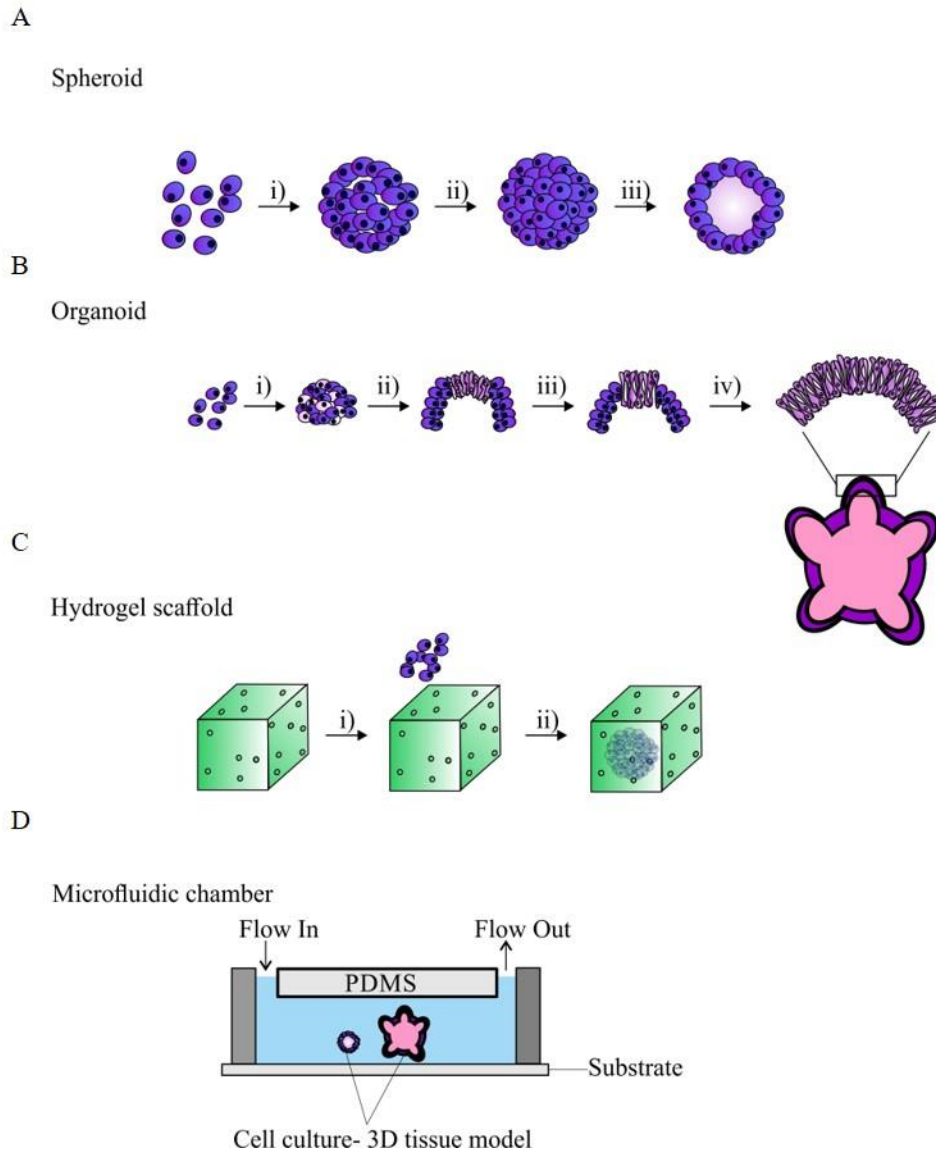 A
Spheroid
i) ii) iii)
B
Organoid
i) ii) iii) iv)
C
Hydrogel scaffold
i) ii)
D
Microfluidic chamber
Flow In Flow Out
PDMS
Substrate
Cell culture- 3D tissue model